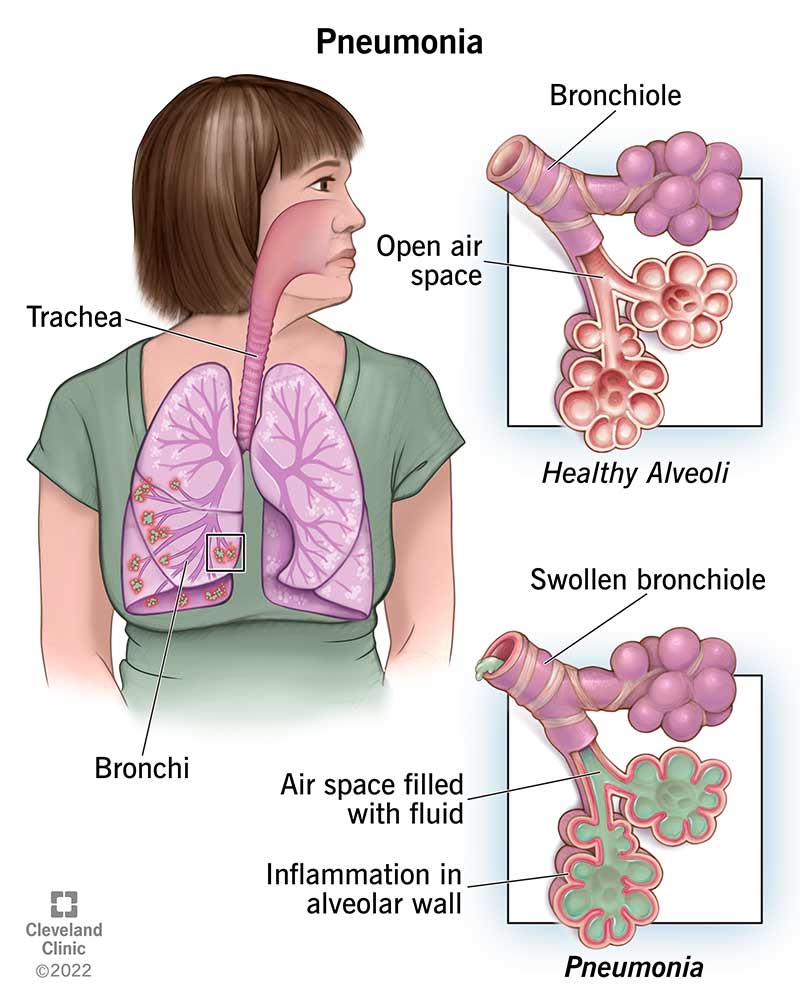 Pneumonia
Bronchiole
Open air
space
Trachea
Healthy Alveoli
Swollen bronchiole
Bronchi
Air space filled
with fluid
Inflammation in
alveolar wall
Cleveland
Clinic
©2022
Pneumonia